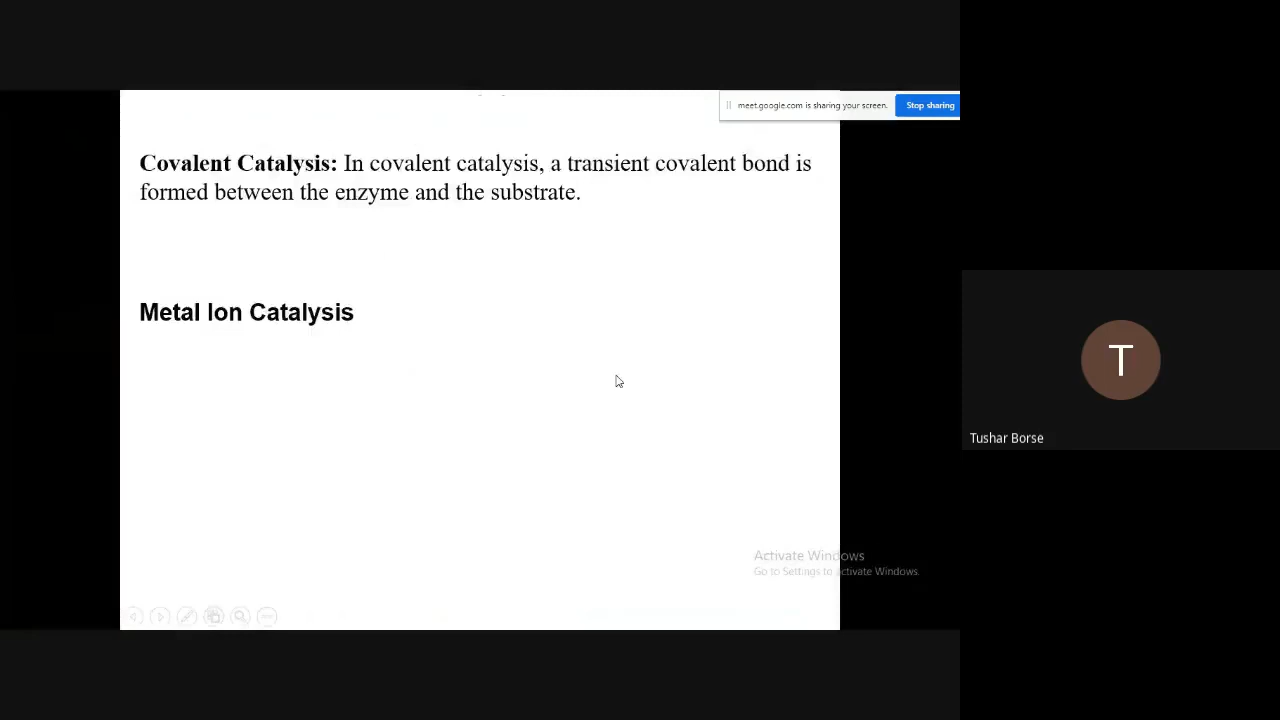 meet.google.com is sharing your screen.
Stop sharing
Covalent Catalysis: In covalent catalysis, a transient covalent bond is
formed between the enzyme and the substrate.
Metal Ion Catalysis
T
Tushar Borse
Activate Windows
Go to Settings to activate Windows.